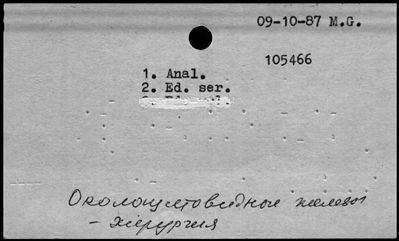 09-10-87 M.G.
105466
1. Anal.
2. Ed. ser.
Околощитовидные железы
- хирургия